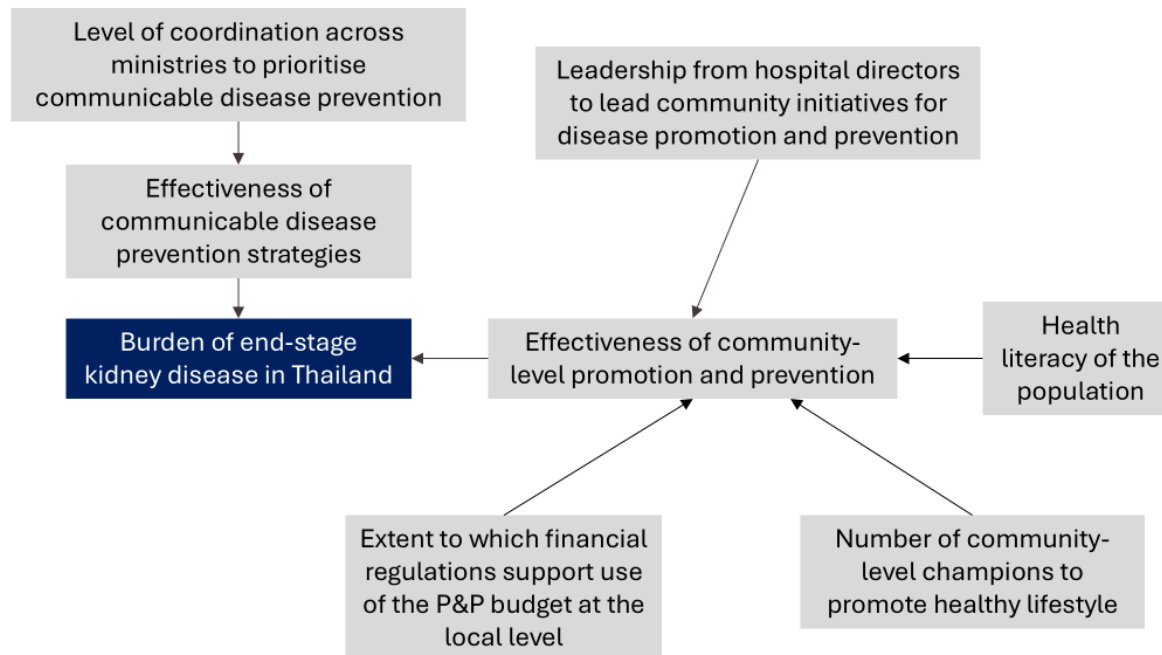 Level of coordination across
ministries to prioritise
communicable disease prevention
Leadership from hospital directors
to lead community initiatives for
disease promotion and prevention
Effectiveness of
communicable disease
prevention strategies
Burden of end-stage
kidney disease in Thailand
Effectiveness of community-
level promotion and prevention
Health
literacy of the
population
Extent to which financial
regulations support use
of the P&P budget at the
local level
Number of community-
level champions to
promote healthy lifestyle